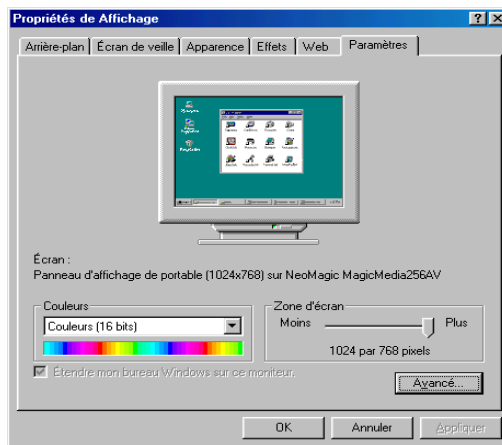 Propriétés de Affichage
Arrière-plan
Écran de veille
Apparence
Effets
Web
Paramètres
Écran :
Panneau d'affichage de portable (1024x768) sur NeoMagic MagicMedia256AV
Couleurs
Couleurs (16 bits)
Zone d'écran
Moins
Plus
1024 par 768 pixels
Étendre mon bureau Windows sur ce moniteur.
Avancé...
OK
Annuler
Appliquer